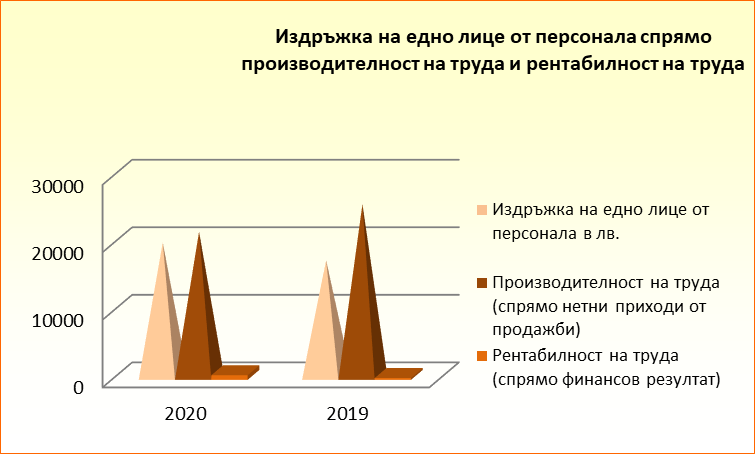 Издръжка на едно лице от персонала спрямо
производителност на труда и рентабилност на труда
30000
20000
10000
0
2020
2019
Издръжка на едно лице от
персонала в лв.
Производителност на труда
(спрямо нетни приходи от
продажби)
Рентабилност на труда
(спрямо финансов резултат)